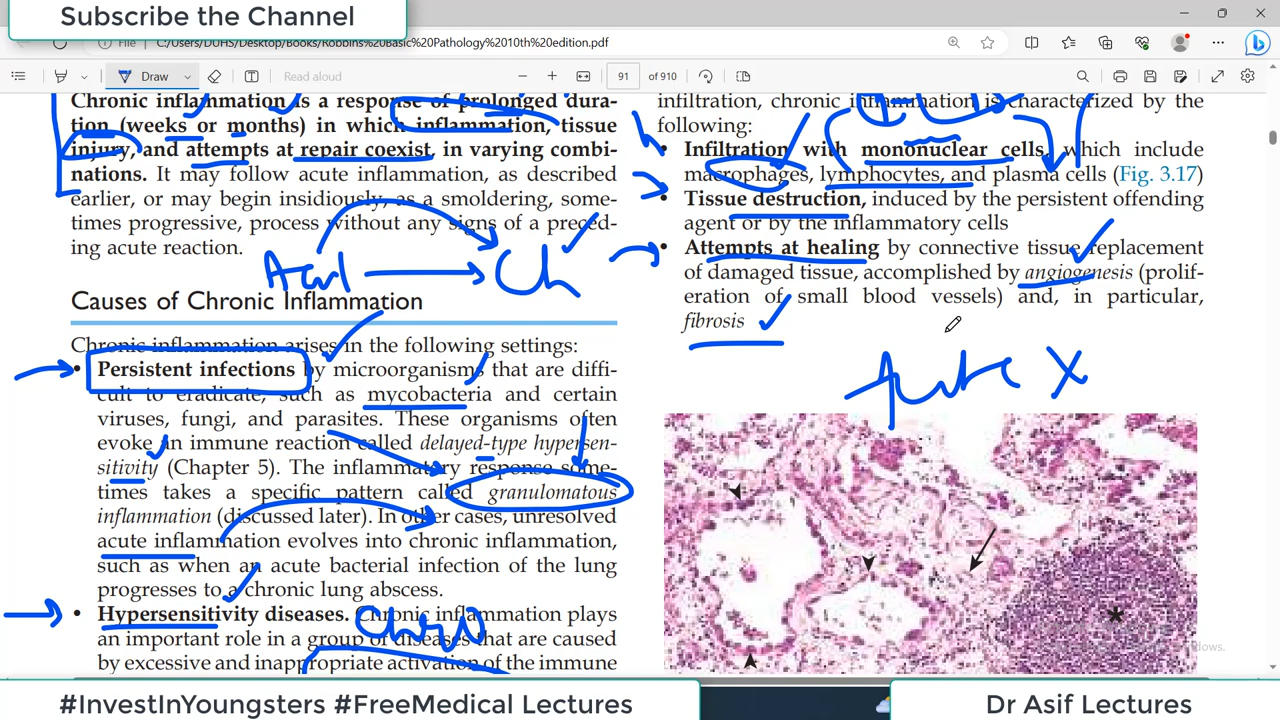 Subscribe the Channel
File
C:/Users/DUHS/Desktop/Books/Robbins%20Basic%20Pathology%2010th%20edition.pdf
Draw
Read aloud
91
of 910
Chronic inflammation is a response of prolonged dura-
tion (weeks or months) in which inflammation, tissue
injury, and attempts at repair coexist, in varying combi-
nations. It may follow acute inflammation, as described
earlier, or may begin insidiously, as a smoldering, some-
times progressive, process without any signs of a preced-
ing acute reaction.
Ch
Causes of Chronic Inflammation
Chronic inflammation arises in the following settings:
• Persistent infections by microorganisms that are diffi-
cult to eradicate, such as mycobacteria and certain
viruses, fungi, and parasites. These organisms often
evoke an immune reaction called delayed-type hypersen-
sitivity (Chapter 5). The inflammatory response some-
times takes a specific pattern called granulomatous
inflammation (discussed later). In other cases, unresolved
acute inflammation evolves into chronic inflammation,
such as when an acute bacterial infection of the lung
progresses to a chronic lung abscess.
• Hypersensitivity diseases. Chronic inflammation plays
an important role in a group of diseases that are caused
by excessive and inappropriate activation of the immune
infiltration, chronic inflammation is characterized by the
following:
• Infiltration with mononuclear cells, which include
macrophages, lymphocytes, and plasma cells (Fig. 3.17)
• Tissue destruction, induced by the persistent offending
agent or by the inflammatory cells
• Attempts at healing by connective tissue replacement
of damaged tissue, accomplished by angiogenesis (prolif-
eration of small blood vessels) and, in particular,
fibrosis
Acute X
*
#InvestInYoungsters #FreeMedical Lectures
Dr Asif Lectures